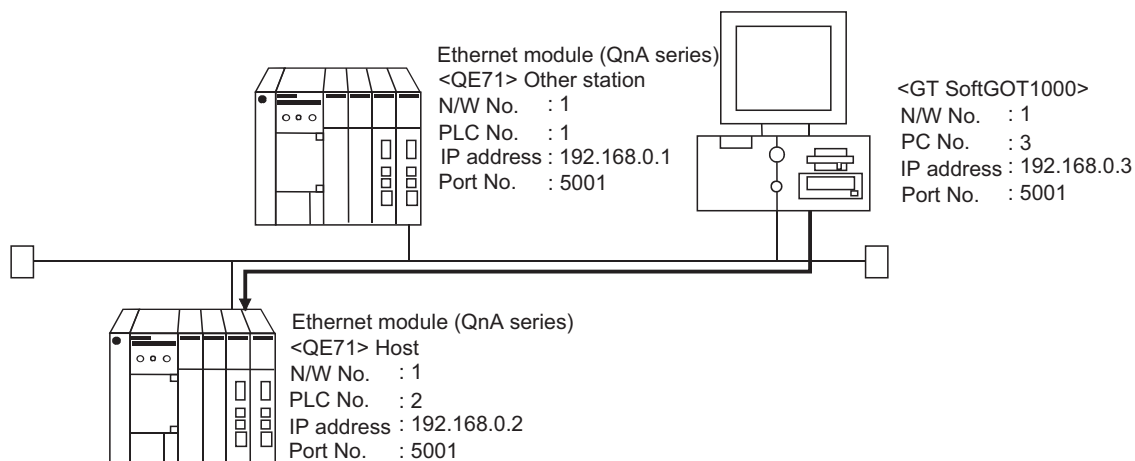 Ethernet module (QnA series)
<QE71> Other station
N/W No. : 1
PLC No. : 1
IP address : 192.168.0.1
Port No. : 5001
<GT SoftGOT1000>
N/W No. : 1
PC No. : 3
IP address : 192.168.0.3
Port No. : 5001
Ethernet module (QnA series)
<QE71> Host
N/W No. : 1
PLC No. : 2
IP address : 192.168.0.2
Port No. : 5001